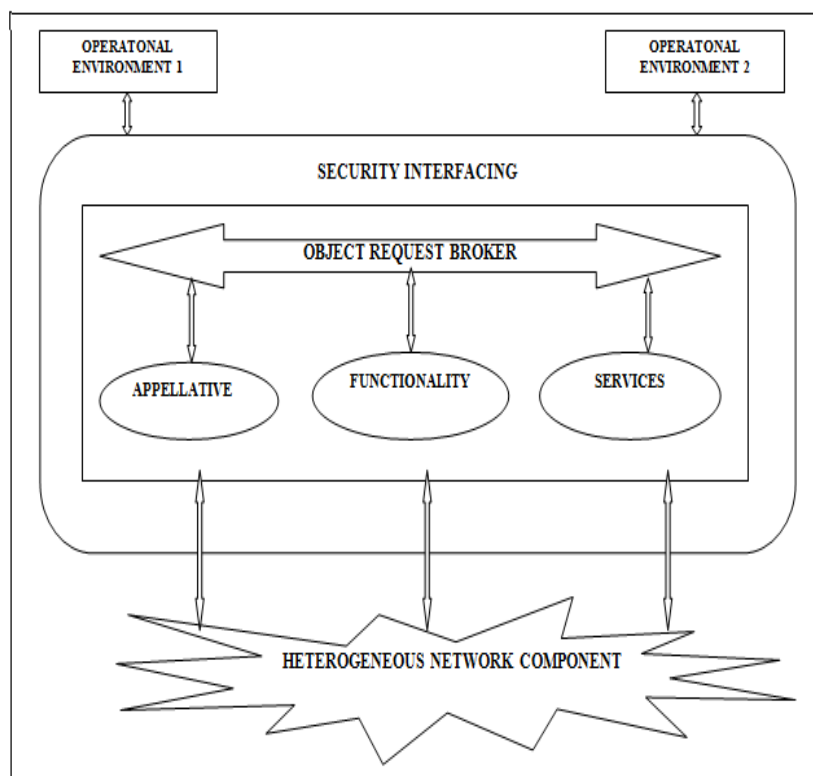 OPERATONAL
ENVIRONMENT 1
OPERATONAL
ENVIRONMENT 2
SECURITY INTERFACING
OBJECT REQUEST BROKER
APPELLATIVE
FUNCTIONALITY
SERVICES
HETEROGENEOUS NETWORK COMPONENT